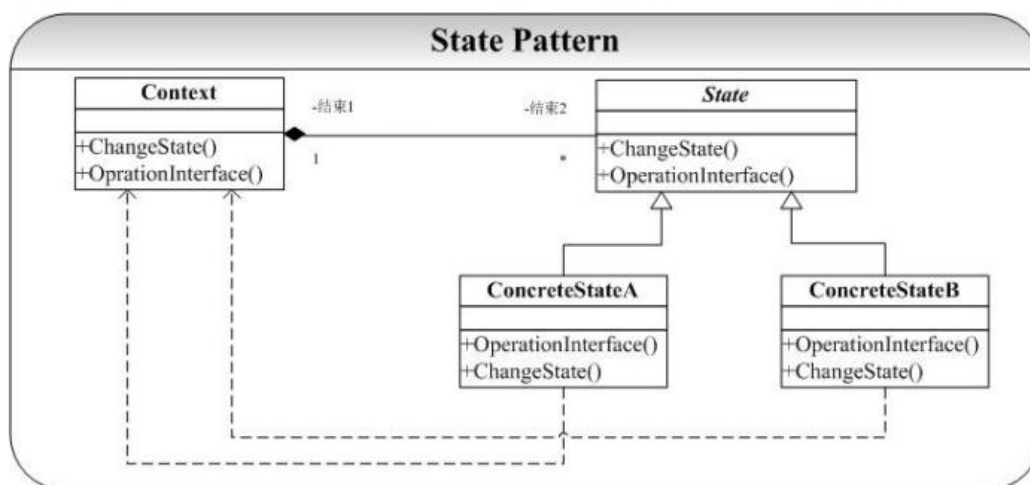 State Pattern
Context
-结束1
-结束2
State
+ChangeState()
+OprationInterface()
1
*
+ChangeState()
+OperationInterface()
ConcreteStateA
ConcreteStateB
+OperationInterface()
+ChangeState()
+OperationInterface()
+ChangeState()